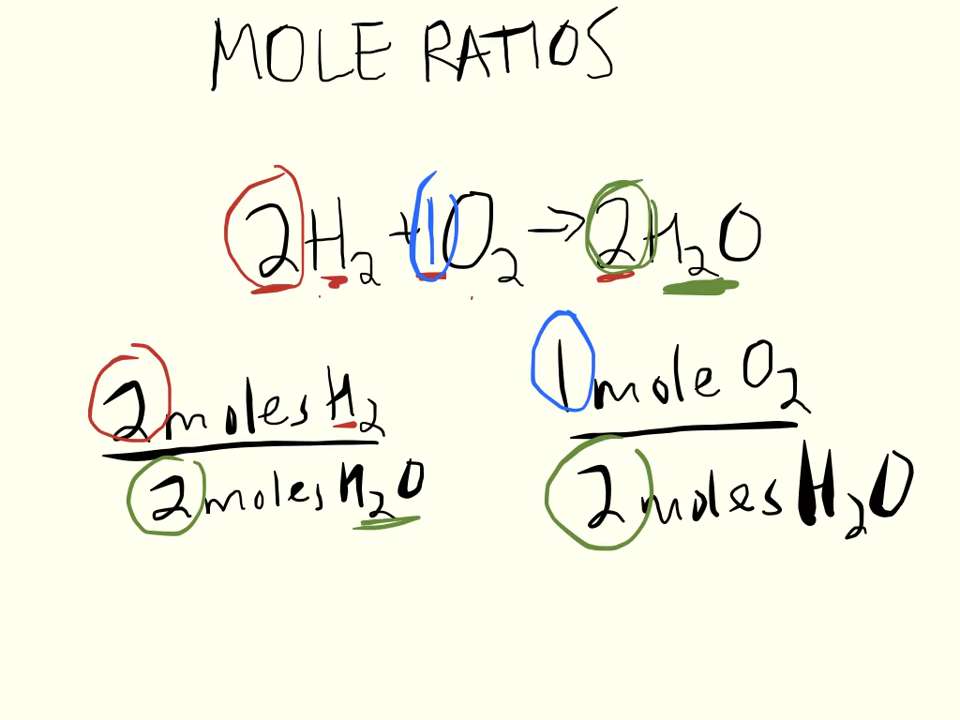 MOLE RATIOS
2H₂ + 1O₂ ⇒ 2H₂O
2 moles H₂
2 moles H₂O
1 mole O₂
2 moles H₂O